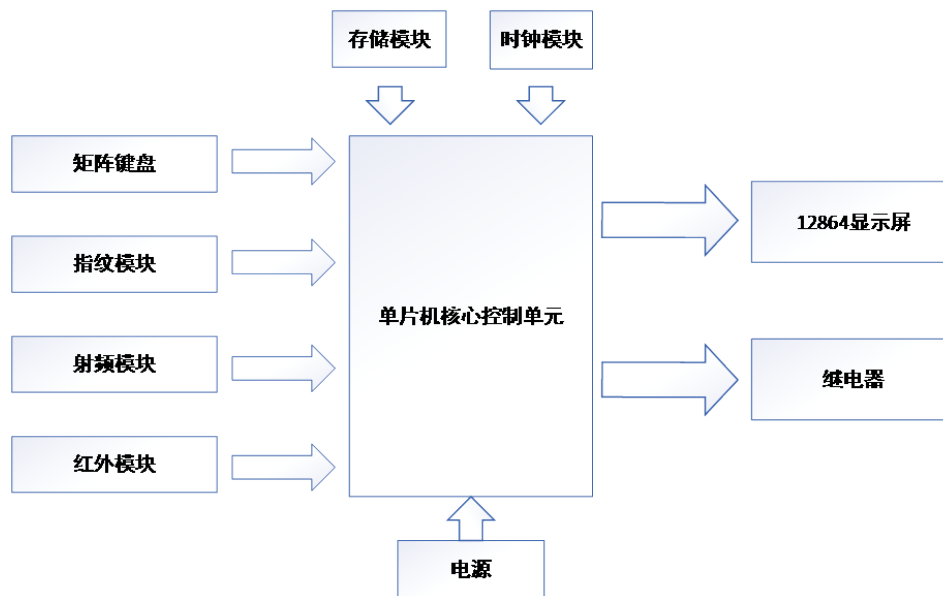 存储模块
时钟模块
矩阵键盘
指纹模块
射频模块
红外模块
单片机核心控制单元
12864显示屏
继电器
电源